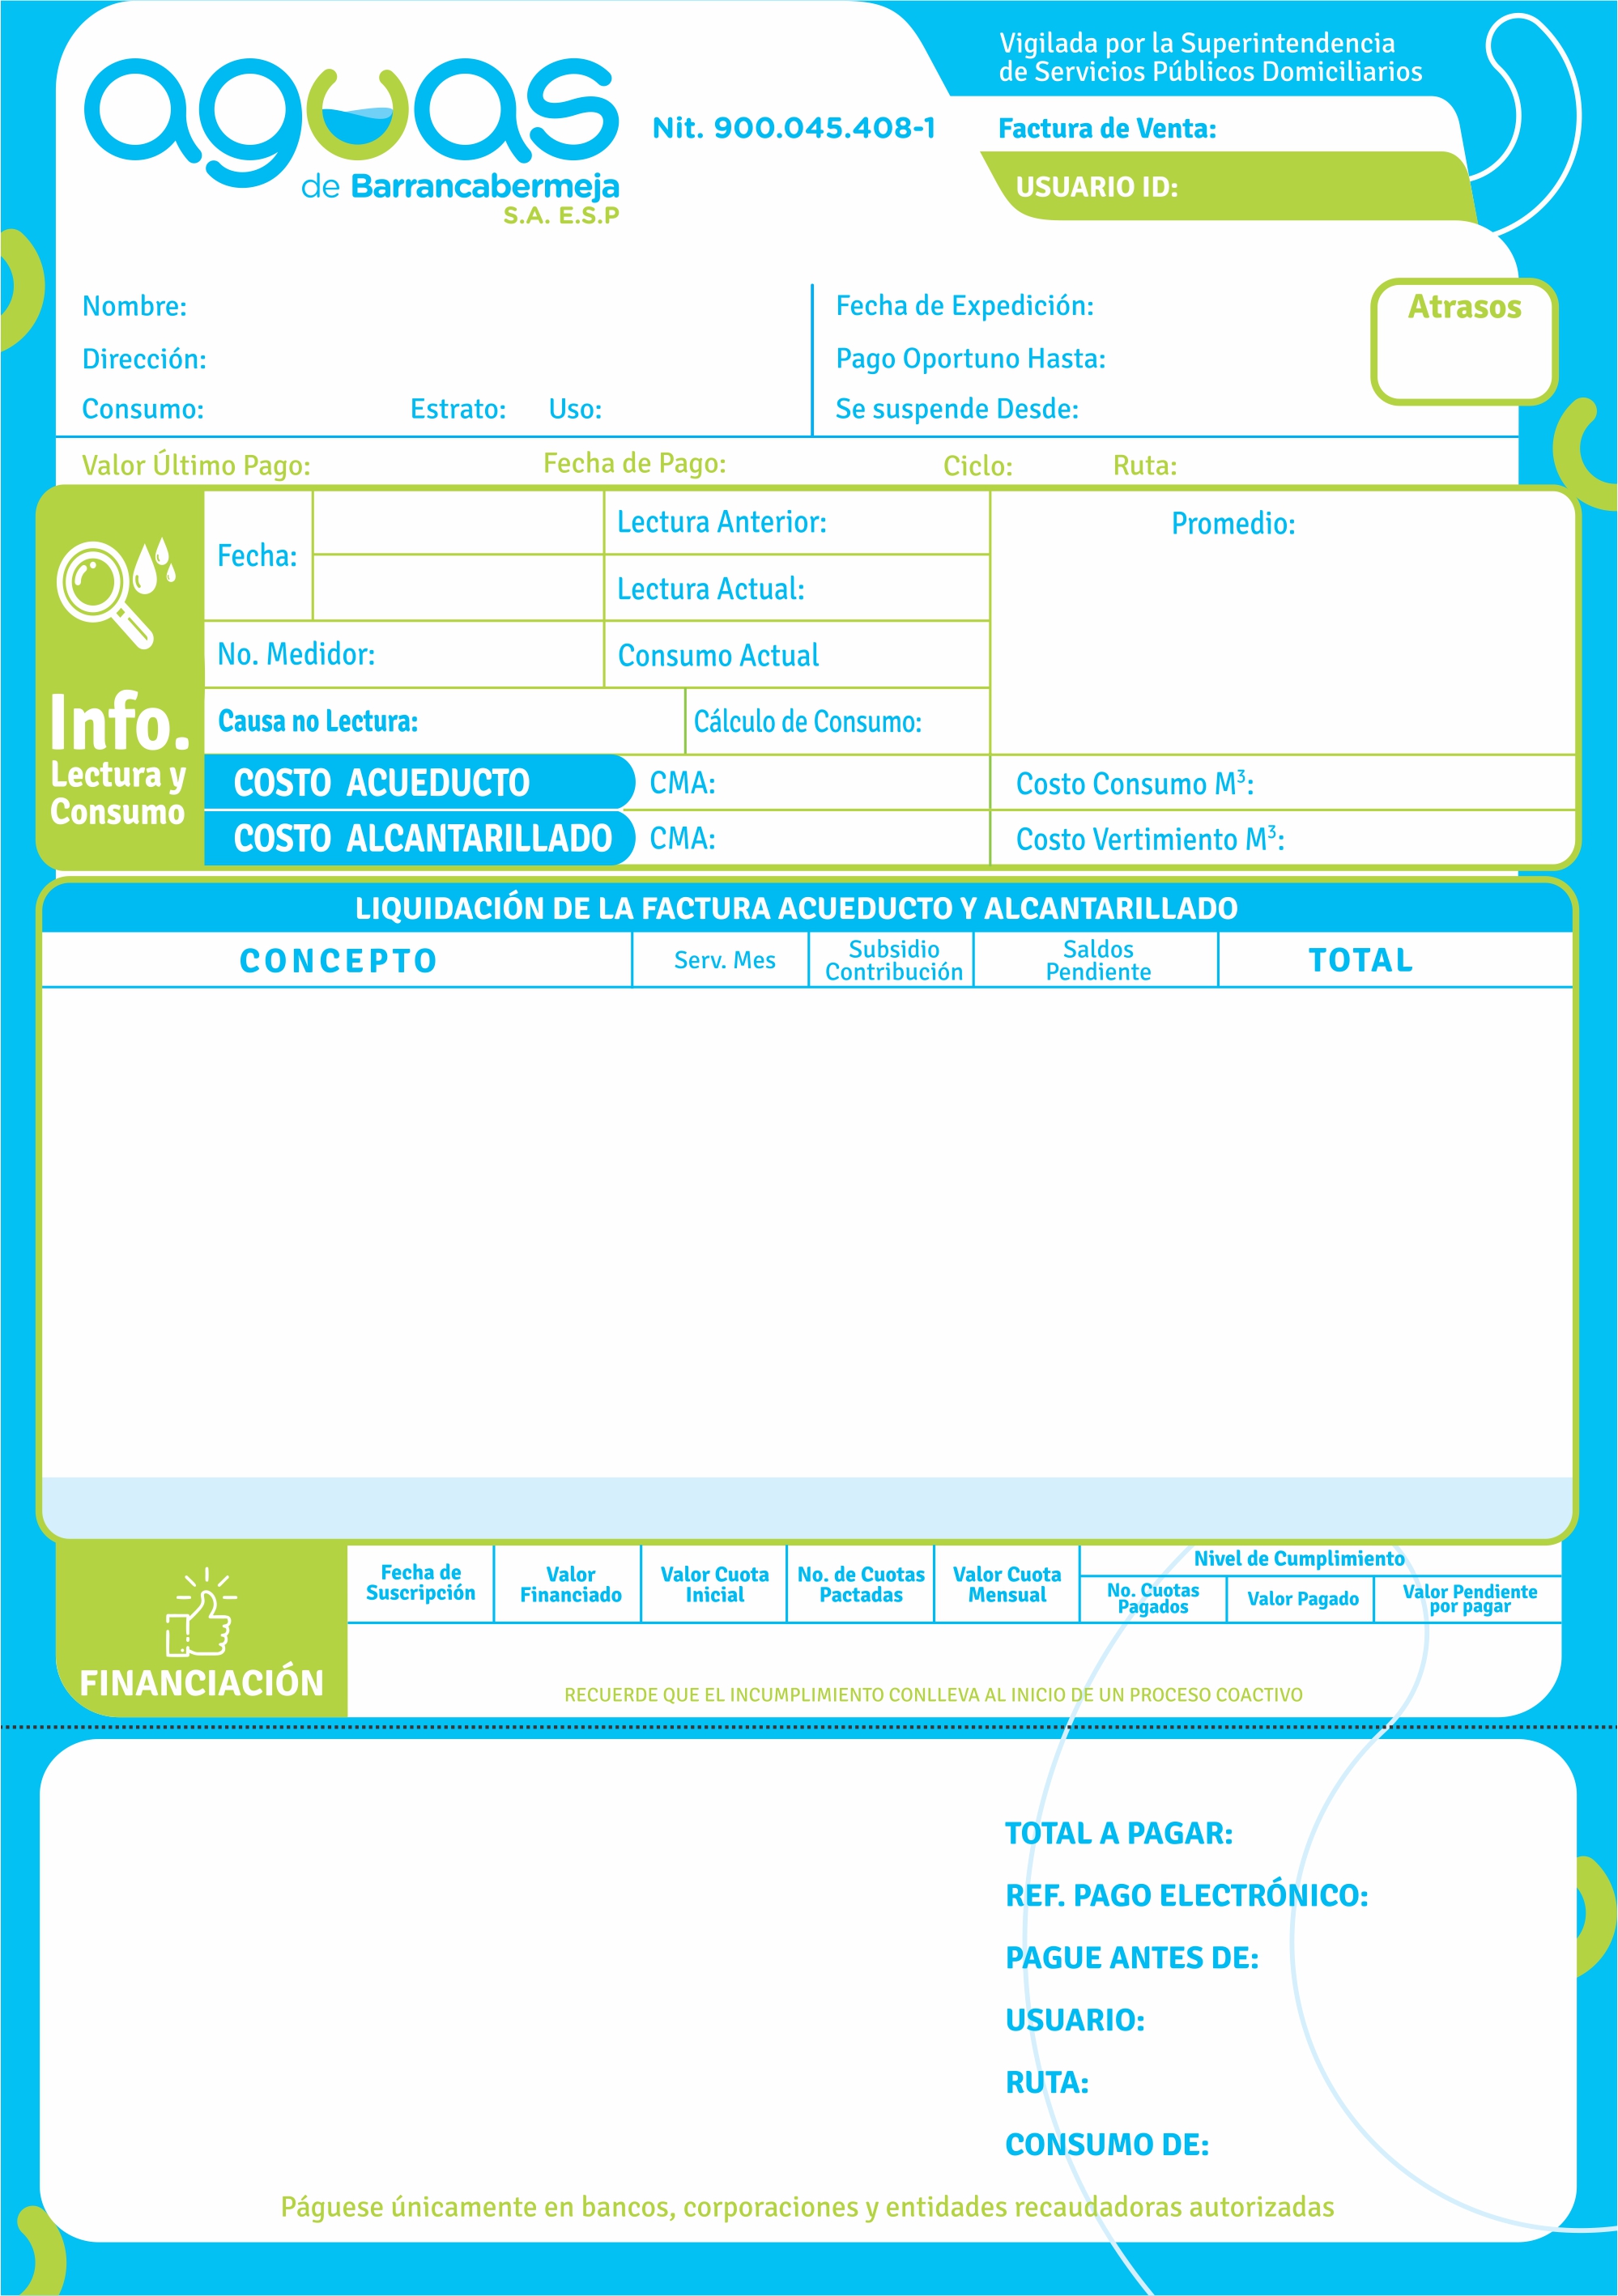 aguas
de Barrancabermeja
S.A. E.S.P
Nit. 900.045.408-1
Vigilada por la Superintendencia
de Servicios Públicos Domiciliarios
Factura de Venta:
USUARIO ID:
Nombre:
Dirección:
Consumo: Estrato: Uso:
Fecha de Expedición:
Pago Oportuno Hasta:
Se suspende Desde:
Atrasos
Valor Último Pago: Fecha de Pago: Ciclo: Ruta:
Info.
Lectura y
Consumo
Fecha:
Lectura Anterior:
Lectura Actual:
Promedio:
No. Medidor: Consumo Actual
Causa no Lectura: Cálculo de Consumo:
COSTO ACUEDUCTO CMA: Costo Consumo M³:
COSTO ALCANTARILLADO CMA: Costo Vertimiento M³:
LIQUIDACIÓN DE LA FACTURA ACUEDUCTO Y ALCANTARILLADO
CONCEPTO
Serv. Mes
Subsidio
Contribución
Saldos
Pendiente
TOTAL
FINANCIACIÓN
Fecha de
Suscripción
Valor
Financiado
Valor Cuota
Inicial
No. de Cuotas
Pactadas
Valor Cuota
Mensual
Nivel de Cumplimiento
No. Cuotas
Pagados
Valor Pagado
Valor Pendiente
por pagar
RECUERDE QUE EL INCUMPLIMIENTO CONLLEVA AL INICIO DE UN PROCESO COACTIVO
TOTAL A PAGAR:
REF. PAGO ELECTRÓNICO:
PAGUE ANTES DE:
USUARIO:
RUTA:
CONSUMO DE:
Páguese únicamente en bancos, corporaciones y entidades recaudadoras autorizadas